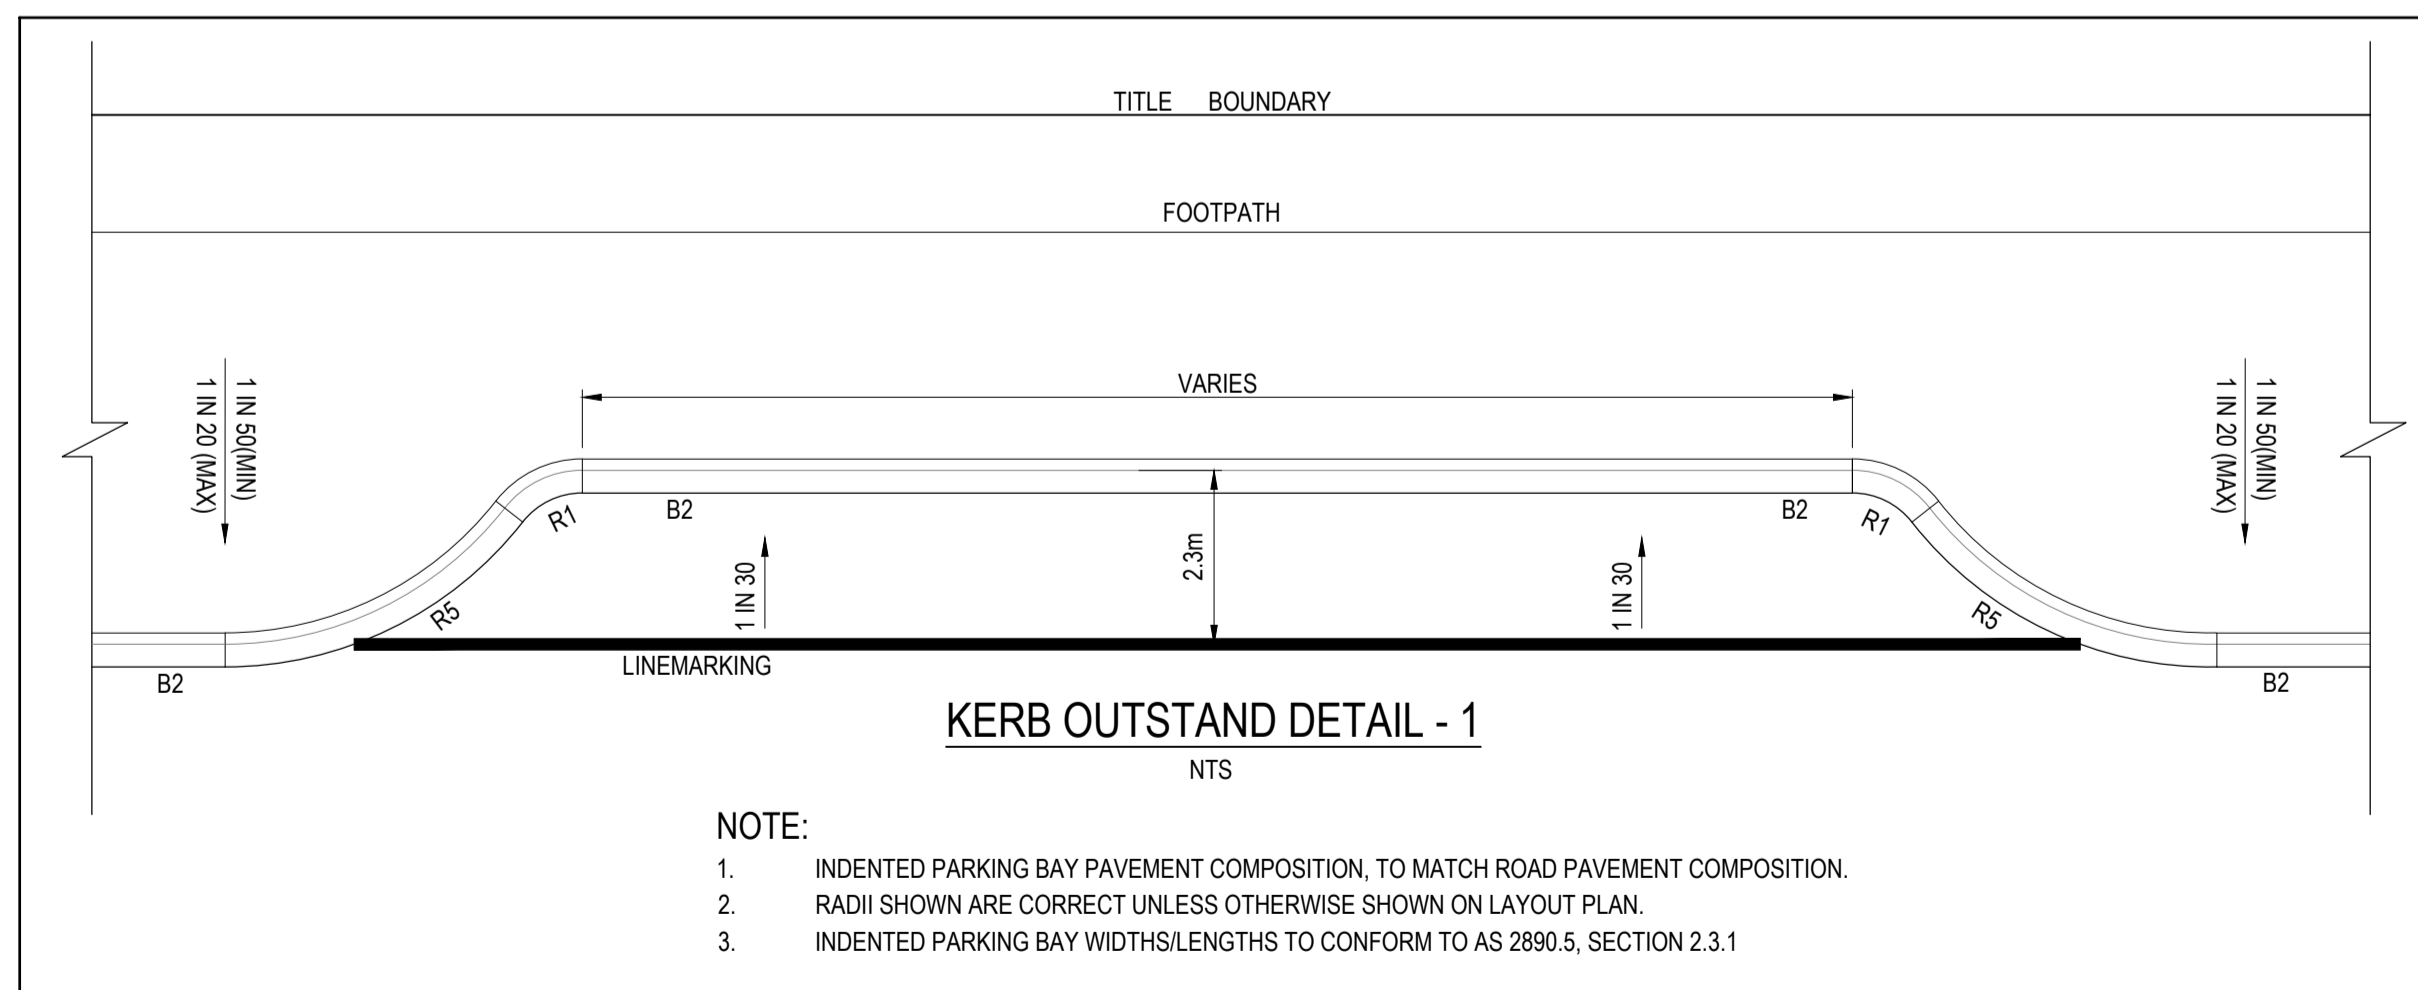 TITLE BOUNDARY
FOOTPATH
VARIES
1 IN 50(MIN)
1 IN 20 (MAX)
1 IN 50(MIN)
1 IN 20 (MAX)
R1
B2
B2
R1
2.3m
1 IN 30
1 IN 30
R5
R5
LINEMARKING
B2
B2
KERB OUTSTAND DETAIL - 1
NTS
NOTE:
1. INDENTED PARKING BAY PAVEMENT COMPOSITION, TO MATCH ROAD PAVEMENT COMPOSITION.
2. RADII SHOWN ARE CORRECT UNLESS OTHERWISE SHOWN ON LAYOUT PLAN.
3. INDENTED PARKING BAY WIDTHS/LENGTHS TO CONFORM TO AS 2890.5, SECTION 2.3.1